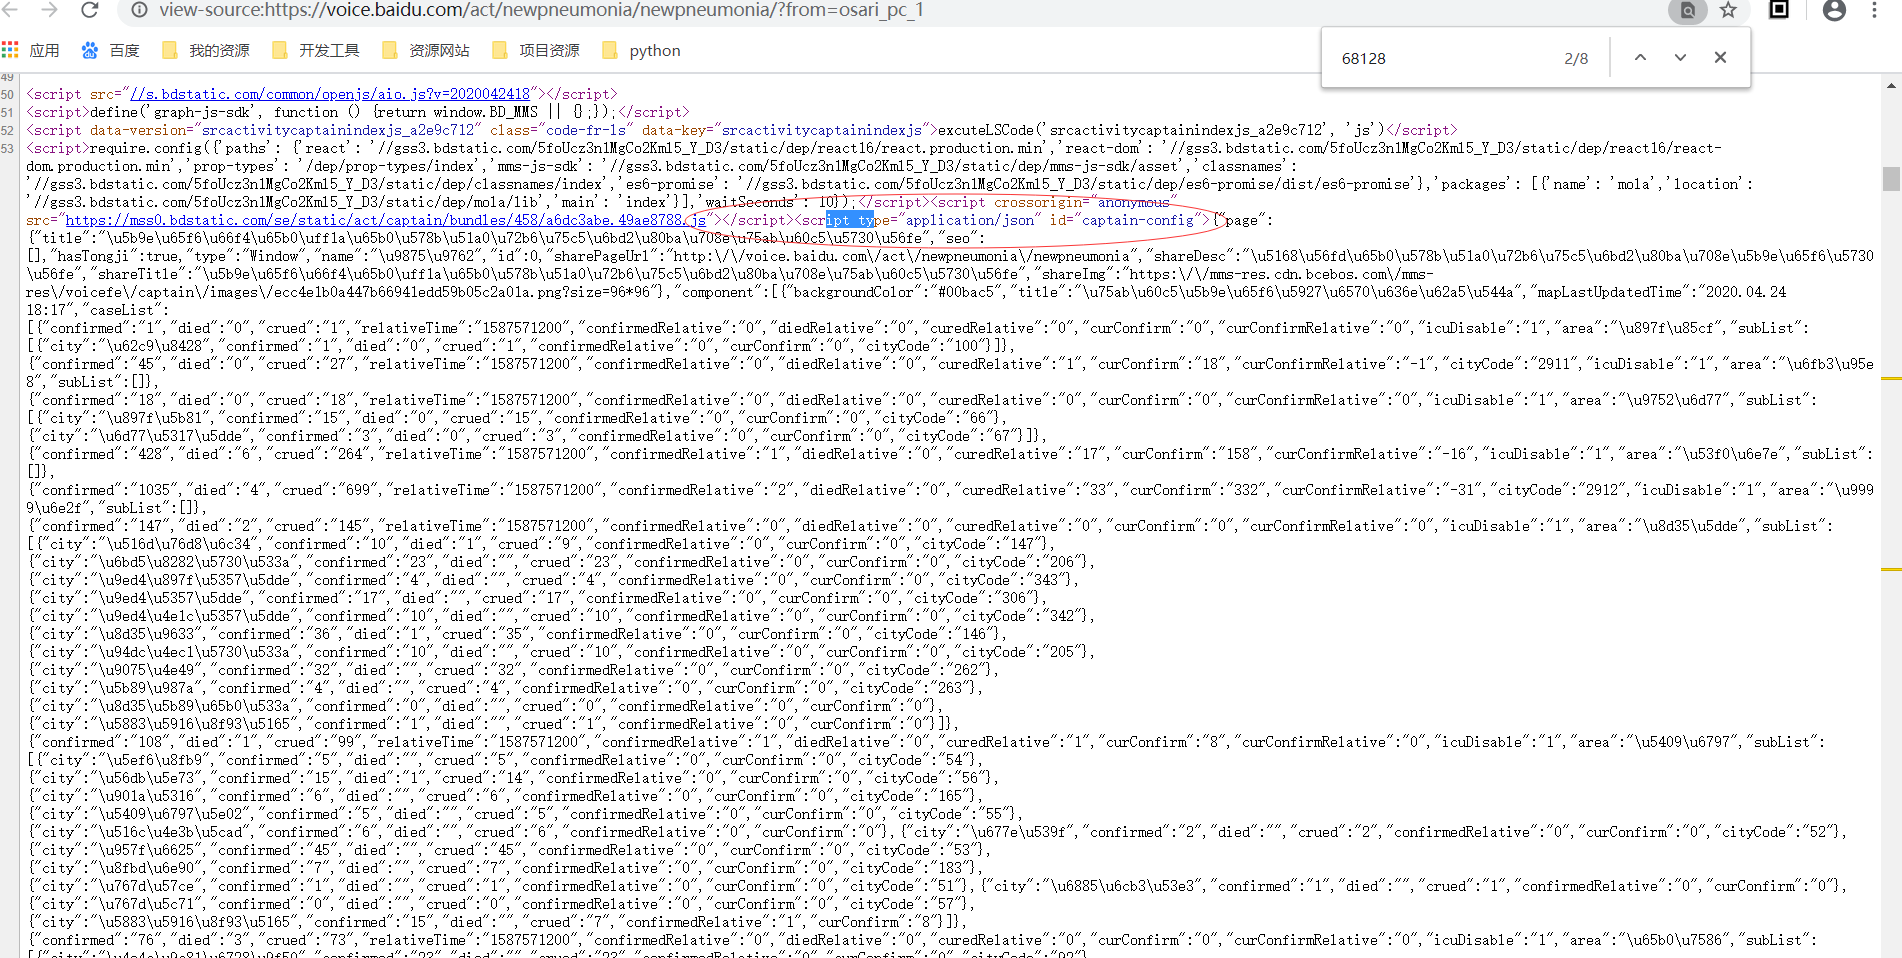 view-source:https://voice.baidu.com/act/newpneumonia/newpneumonia/?from=osari_pc_1
应用 百度 我的资源 开发工具 资源网站 项目资源 python
68128 2/8
49
50 <script src="//s.bdstatic.com/common/openjs/aio.js?v=2020042418"></script>
51 <script>define('graph-js-sdk', function () {return window.BD_MMS || {};});</script>
52 <script data-version="srcactivitycaptainindexjs_a2e9c712" class="code-fr-ls" data-key="srcactivitycaptainindexjs">excuteLSCode('srcactivitycaptainindexjs_a2e9c712', 'js')</script>
53 <script>require.config({'paths': {'react': '//gss3.bdstatic.com/5foUcz3n1MgCo2Kml5_Y_D3/static/dep/react16/react.production.min','react-dom': '//gss3.bdstatic.com/5foUcz3n1MgCo2Kml5_Y_D3/static/dep/react16/react-
dom.production.min','prop-types': '/dep/prop-types/index','mms-js-sdk': '//gss3.bdstatic.com/5foUcz3n1MgCo2Kml5_Y_D3/static/dep/mms-js-sdk/asset','classnames':
'//gss3.bdstatic.com/5foUcz3n1MgCo2Kml5_Y_D3/static/dep/classnames/index','es6-promise': '//gss3.bdstatic.com/5foUcz3n1MgCo2Kml5_Y_D3/static/dep/es6-promise/dist/es6-promise'},'packages': [{'name': 'mola','location':
'//gss3.bdstatic.com/5foUcz3n1MgCo2Kml5_Y_D3/static/dep/mola/lib','main': 'index'}],'waitSeconds': 10});</script><script crossorigin="anonymous"
src="https://mss0.bdstatic.com/se/static/act/captain/bundles/458/a6dc3abe.49ae8788.js"></script><script type="application/json" id="captain-config">{"page":
{"title":"\u5b9e\u65f6\u66f4\u65b0\uff1a\u65b0\u578b\u51a0\u72b6\u75c5\u6bd2\u80ba\u708e\u75ab\u60c5\u5730\u56fe","seo":
[],"hasTongji":true,"type":"Window","name":"\u9875\u9762","id":0,"sharePageUrl":"http:\/\/voice.baidu.com\/act\/newpneumonia\/newpneumonia","shareDesc":"\u5168\u56fd\u65b0\u578b\u51a0\u72b6\u75c5\u6bd2\u80ba\u708e\u5b9e\u65f6\u75ab\u60c5\u5730
\u56fe","shareTitle":"\u5b9e\u65f6\u66f4\u65b0\uff1a\u65b0\u578b\u51a0\u72b6\u75c5\u6bd2\u80ba\u708e\u75ab\u60c5\u5730\u56fe","shareImg":"https:\/\/mms-res.cdn.bcebos.com\/mms-
res\/voicefe\/captain\/images\/ecc4e1b0a447b66941edd59b05c2a01a.png?size=96*96"},"component":[{"backgroundColor":"#00bac5","title":"\u75ab\u60c5\u5b9e\u65f6\u5927\u6570\u636e\u62a5\u544a","mapLastUpdatedTime":"2020.04.24
18:17","caseList":
[{"confirmed":"1","died":"0","crued":"1","relativeTime":"1587571200","confirmedRelative":"0","diedRelative":"0","curedRelative":"0","curConfirm":"0","curConfirmRelative":"0","icuDisable":"1","area":"\u897f\u85cf","subList":
[{"city":"\u62c9\u8428","confirmed":"1","died":"0","crued":"1","confirmedRelative":"0","curConfirm":"0","cityCode":"100"}]},
{"confirmed":"45","died":"0","crued":"27","relativeTime":"1587571200","confirmedRelative":"0","diedRelative":"0","curedRelative":"1","curConfirm":"18","curConfirmRelative":"-1","cityCode":"2911","icuDisable":"1","area":"\u6fb3\u95e
8","subList":[]},
{"confirmed":"18","died":"0","crued":"18","relativeTime":"1587571200","confirmedRelative":"0","diedRelative":"0","curedRelative":"0","curConfirm":"0","curConfirmRelative":"0","icuDisable":"1","area":"\u9752\u6d77","subList":
[{"city":"\u897f\u5b81","confirmed":"15","died":"0","crued":"15","confirmedRelative":"0","curConfirm":"0","cityCode":"66"},
{"city":"\u6d77\u5317\u5dde","confirmed":"3","died":"0","crued":"3","confirmedRelative":"0","curConfirm":"0","cityCode":"67"}]},
{"confirmed":"428","died":"6","crued":"264","relativeTime":"1587571200","confirmedRelative":"1","diedRelative":"0","curedRelative":"17","curConfirm":"158","curConfirmRelative":"-16","icuDisable":"1","area":"\u53f0\u6e7e","subList":
[]},
{"confirmed":"1035","died":"4","crued":"699","relativeTime":"1587571200","confirmedRelative":"2","diedRelative":"0","curedRelative":"33","curConfirm":"332","curConfirmRelative":"-31","cityCode":"2912","icuDisable":"1","area":"\u999
9\u6e2f","subList":[]},
{"confirmed":"147","died":"2","crued":"145","relativeTime":"1587571200","confirmedRelative":"0","diedRelative":"0","curedRelative":"0","curConfirm":"0","curConfirmRelative":"0","icuDisable":"1","area":"\u8d35\u5dde","subList":
[{"city":"\u516d\u76d8\u6c34","confirmed":"10","died":"1","crued":"9","confirmedRelative":"0","curConfirm":"0","cityCode":"147"},
{"city":"\u6bd5\u8282\u5730\u533a","confirmed":"23","died":"","crued":"23","confirmedRelative":"0","curConfirm":"0","cityCode":"206"},
{"city":"\u9ed4\u897f\u5357\u5dde","confirmed":"4","died":"","crued":"4","confirmedRelative":"0","curConfirm":"0","cityCode":"343"},
{"city":"\u9ed4\u5357\u5dde","confirmed":"17","died":"","crued":"17","confirmedRelative":"0","curConfirm":"0","cityCode":"306"},
{"city":"\u9ed4\u4e1c\u5357\u5dde","confirmed":"10","died":"","crued":"10","confirmedRelative":"0","curConfirm":"0","cityCode":"342"},
{"city":"\u8d35\u9633","confirmed":"36","died":"1","crued":"35","confirmedRelative":"0","curConfirm":"0","cityCode":"146"},
{"city":"\u94dc\u4ec1\u5730\u533a","confirmed":"10","died":"","crued":"10","confirmedRelative":"0","curConfirm":"0","cityCode":"205"},
{"city":"\u9075\u4e49","confirmed":"32","died":"","crued":"32","confirmedRelative":"0","curConfirm":"0","cityCode":"262"},
{"city":"\u5b89\u987a","confirmed":"4","died":"","crued":"4","confirmedRelative":"0","curConfirm":"0","cityCode":"263"},
{"city":"\u8d35\u5b89\u65b0\u533a","confirmed":"0","died":"","crued":"0","confirmedRelative":"0","curConfirm":"0"},
{"city":"\u5883\u5916\u8f93\u5165","confirmed":"1","died":"","crued":"1","confirmedRelative":"0","curConfirm":"0"}]},
{"confirmed":"108","died":"1","crued":"99","relativeTime":"1587571200","confirmedRelative":"1","diedRelative":"0","curedRelative":"1","curConfirm":"8","curConfirmRelative":"0","icuDisable":"1","area":"\u5409\u6797","subList":
[{"city":"\u5ef6\u8fb9","confirmed":"5","died":"","crued":"5","confirmedRelative":"0","curConfirm":"0","cityCode":"54"},
{"city":"\u56db\u5e73","confirmed":"15","died":"1","crued":"14","confirmedRelative":"0","curConfirm":"0","cityCode":"56"},
{"city":"\u901a\u5316","confirmed":"6","died":"","crued":"6","confirmedRelative":"0","curConfirm":"0","cityCode":"165"},
{"city":"\u5409\u6797\u5e02","confirmed":"5","died":"","crued":"5","confirmedRelative":"0","curConfirm":"0","cityCode":"55"},
{"city":"\u516c\u4e3b\u5cad","confirmed":"6","died":"","crued":"6","confirmedRelative":"0","curConfirm":"0"},{"city":"\u677e\u539f","confirmed":"2","died":"","crued":"2","confirmedRelative":"0","curConfirm":"0","cityCode":"52"},
{"city":"\u957f\u6625","confirmed":"45","died":"","crued":"45","confirmedRelative":"0","curConfirm":"0","cityCode":"53"},
{"city":"\u8fbd\u6e90","confirmed":"7","died":"","crued":"7","confirmedRelative":"0","curConfirm":"0","cityCode":"183"},
{"city":"\u767d\u57ce","confirmed":"1","died":"","crued":"1","confirmedRelative":"0","curConfirm":"0","cityCode":"51"},{"city":"\u6885\u6cb3\u53e3","confirmed":"1","died":"","crued":"1","confirmedRelative":"0","curConfirm":"0"},
{"city":"\u767d\u5c71","confirmed":"0","died":"","crued":"0","confirmedRelative":"0","curConfirm":"0","cityCode":"57"},
{"city":"\u5883\u5916\u8f93\u5165","confirmed":"15","died":"","crued":"7","confirmedRelative":"1","curConfirm":"8"}]},
{"confirmed":"76","died":"3","crued":"73","relativeTime":"1587571200","confirmedRelative":"0","diedRelative":"0","curedRelative":"0","curConfirm":"0","curConfirmRelative":"0","icuDisable":"1","area":"\u65b0\u7586","subList":